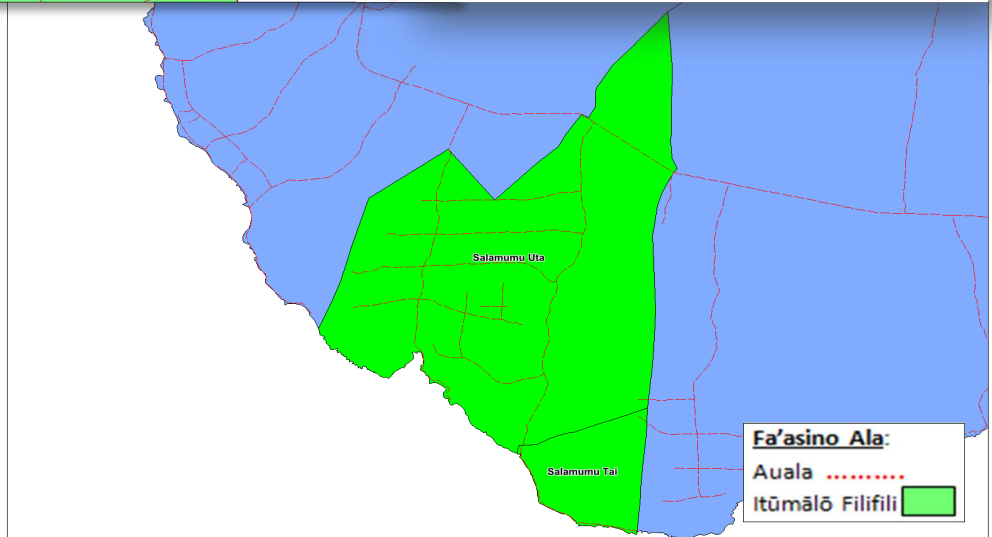 Salamumu Uta
Salamumu Tai
Fa'asino Ala:
Auala ..........
Itūmālō Filifili